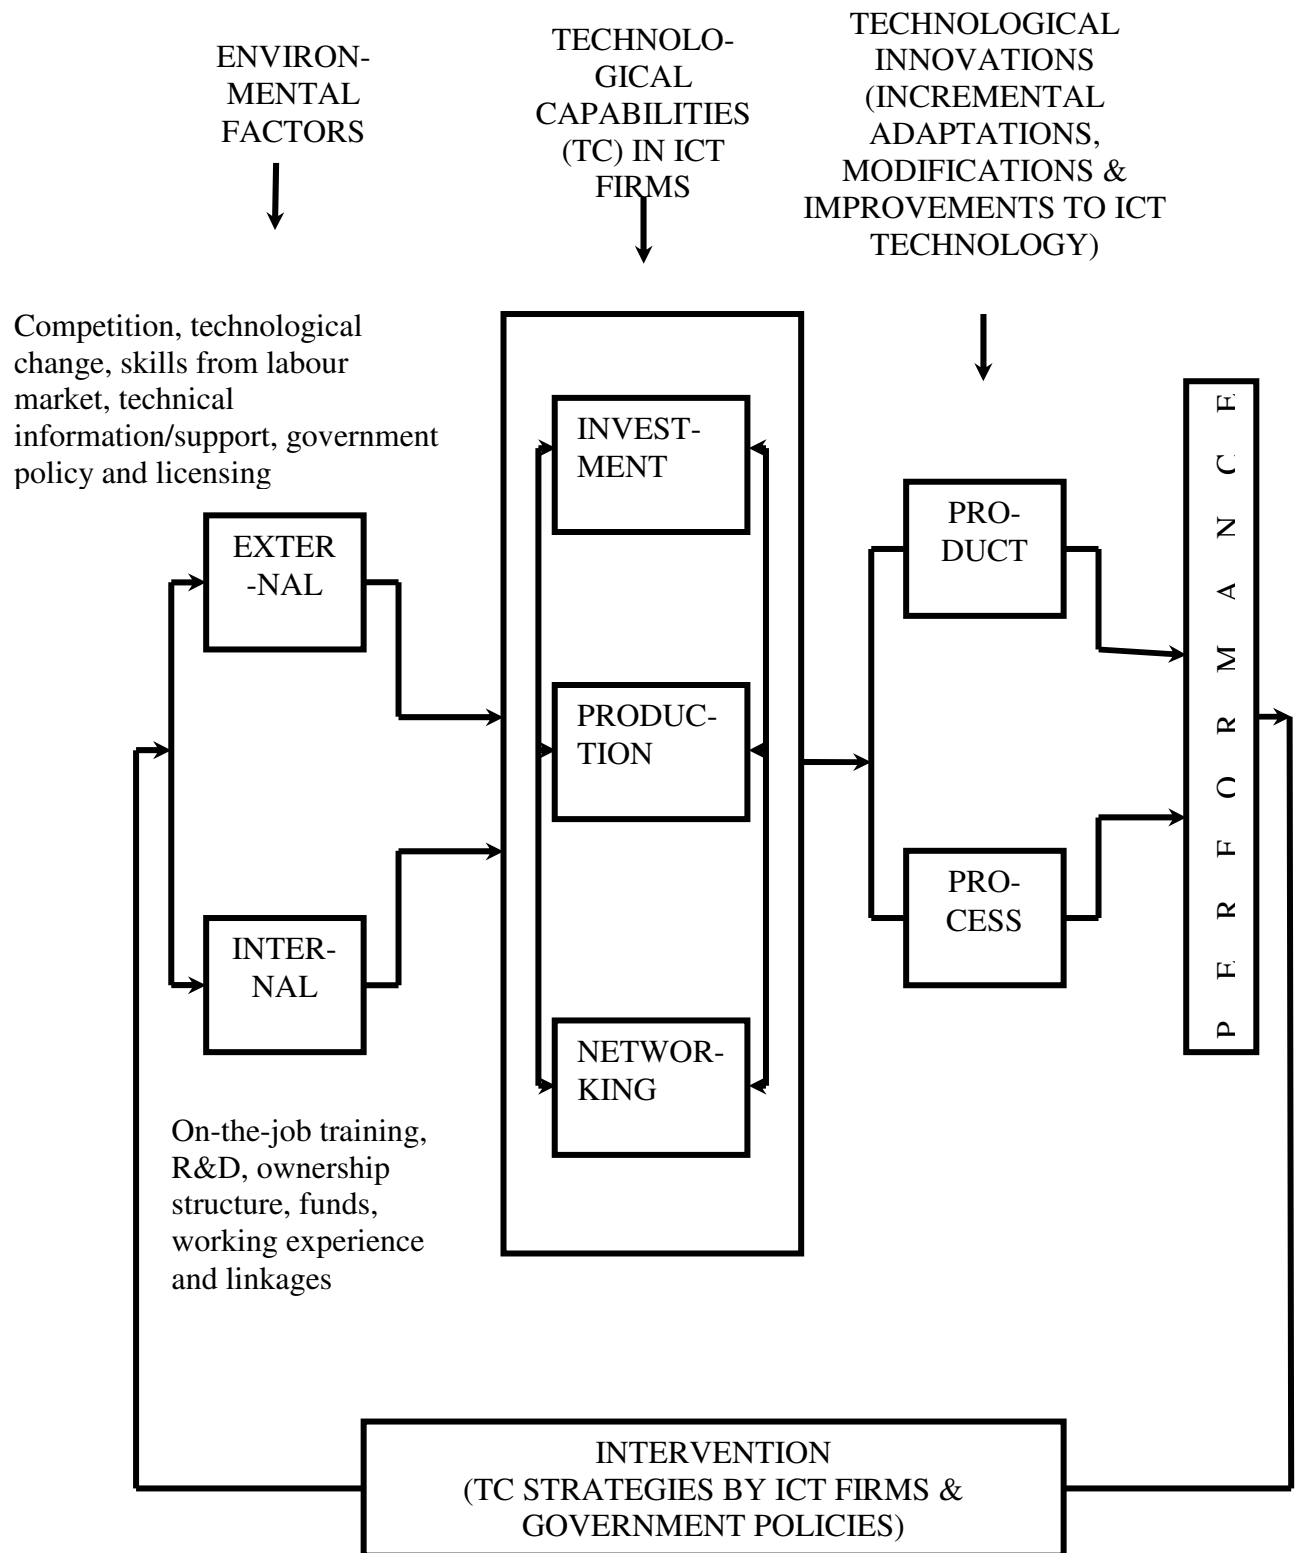 ENVIRON-
MENTAL
FACTORS
TECHNOLO-
GICAL
CAPABILITIES
(TC) IN ICT
FIRMS
TECHNOLOGICAL
INNOVATIONS
(INCREMENTAL
ADAPTATIONS,
MODIFICATIONS &
IMPROVEMENTS TO ICT
TECHNOLOGY)
Competition, technological
change, skills from labour
market, technical
information/support, government
policy and licensing
EXTER
-NAL
INTER-
NAL
On-the-job training,
R&D, ownership
structure, funds,
working experience
and linkages
INVEST-
MENT
PRODUC-
TION
NETWOR-
KING
PRO-
DUCT
PRO-
CESS
P E R F O R M A N C E
INTERVENTION
(TC STRATEGIES BY ICT FIRMS &
GOVERNMENT POLICIES)